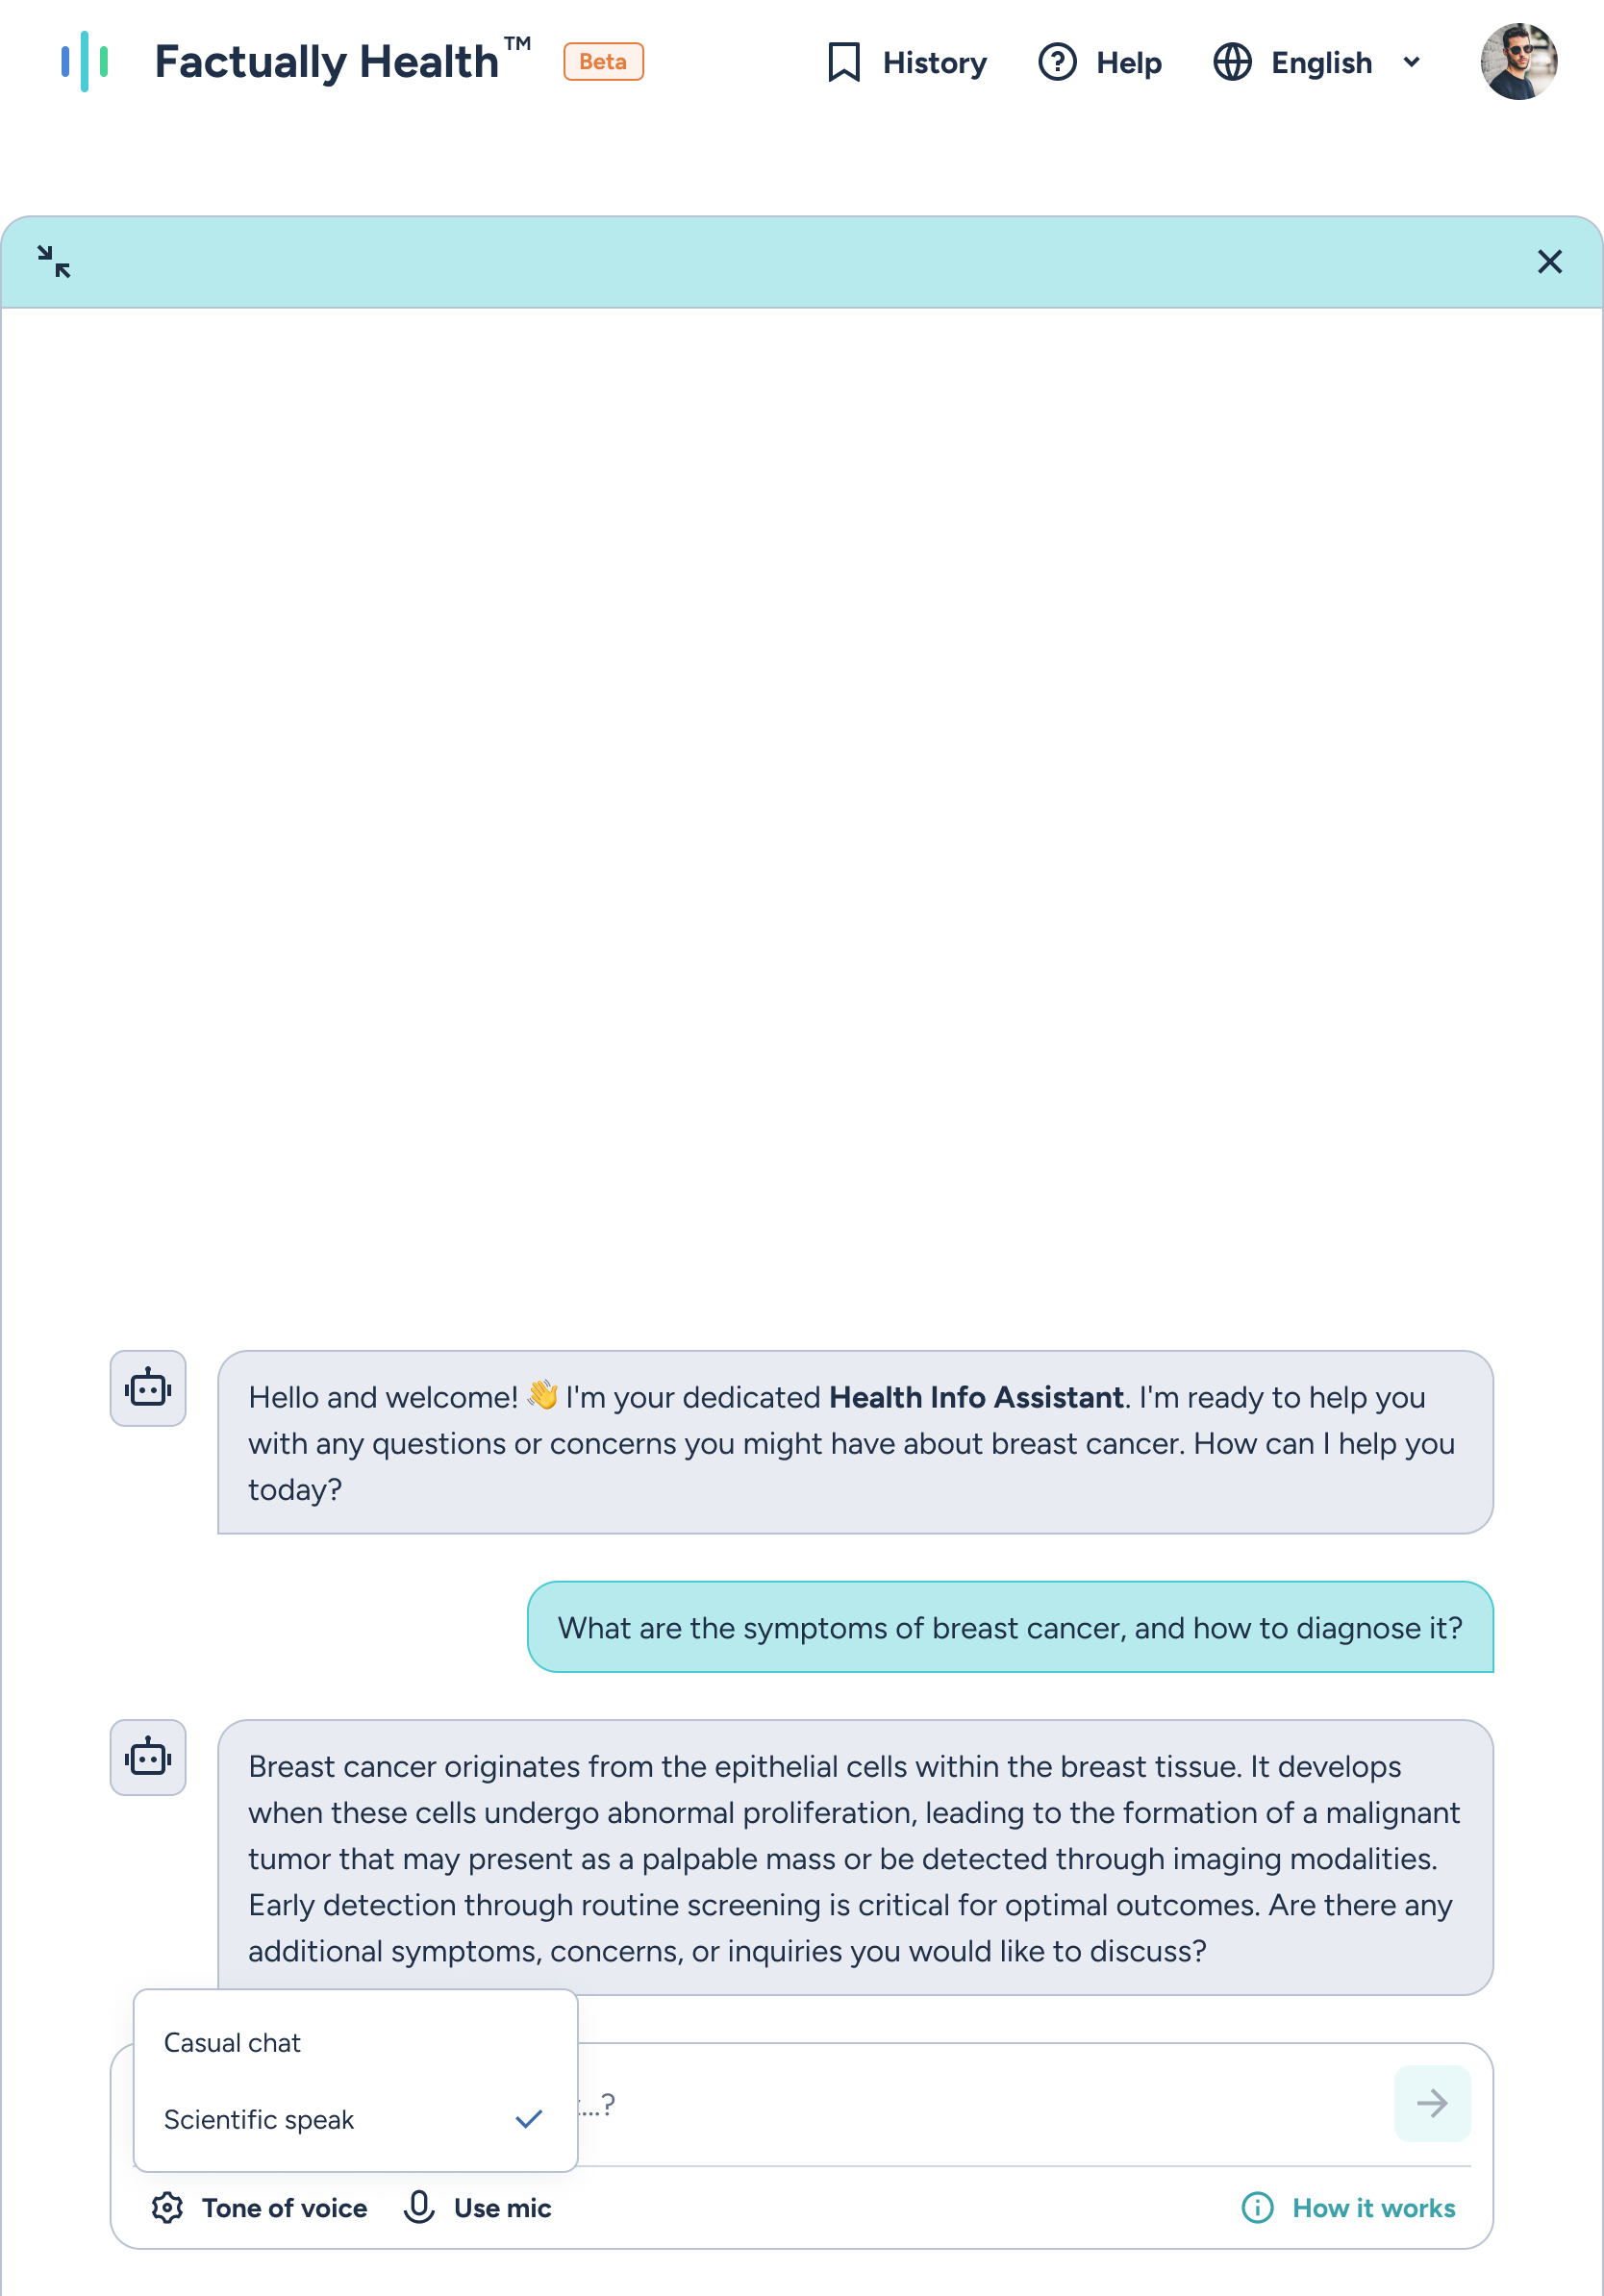 Factually Health™ Beta History Help English
Hello and welcome! 👋 I'm your dedicated Health Info Assistant. I'm ready to help you
with any questions or concerns you might have about breast cancer. How can I help you
today?
What are the symptoms of breast cancer, and how to diagnose it?
Breast cancer originates from the epithelial cells within the breast tissue. It develops
when these cells undergo abnormal proliferation, leading to the formation of a malignant
tumor that may present as a palpable mass or be detected through imaging modalities.
Early detection through routine screening is critical for optimal outcomes. Are there any
additional symptoms, concerns, or inquiries you would like to discuss?
Casual chat
...?
Scientific speak
Tone of voice Use mic How it works